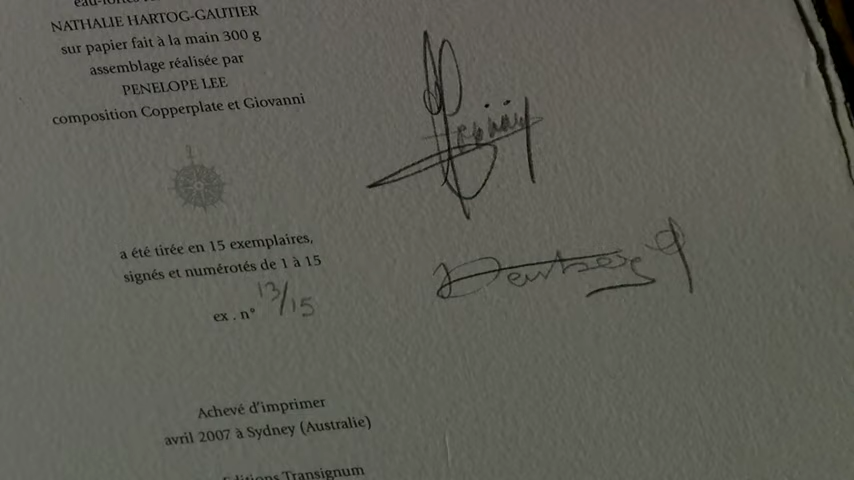 NATHALIE HARTOG-GAUTIER
sur papier fait à la main 300 g
assemblage réalisée par
PENELOPE LEE
composition Copperplate et Giovanni
a été tirée en 15 exemplaires,
signés et numérotés de 1 à 15
ex . n° 13/15
Achevé d'imprimer
avril 2007 à Sydney (Australie)
Editions Transignum